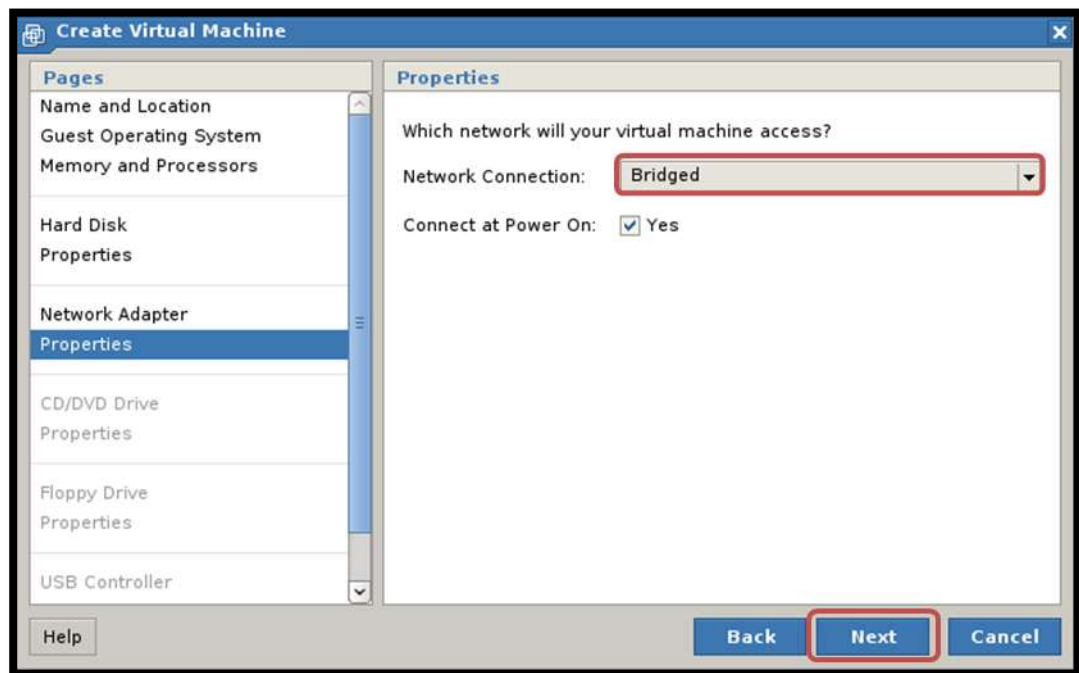 Create Virtual Machine
Pages
Name and Location
Guest Operating System
Memory and Processors
Hard Disk
Properties
Network Adapter
Properties
CD/DVD Drive
Properties
Floppy Drive
Properties
USB Controller
Properties
Which network will your virtual machine access?
Network Connection: Bridged
Connect at Power On: Yes
Help Back Next Cancel